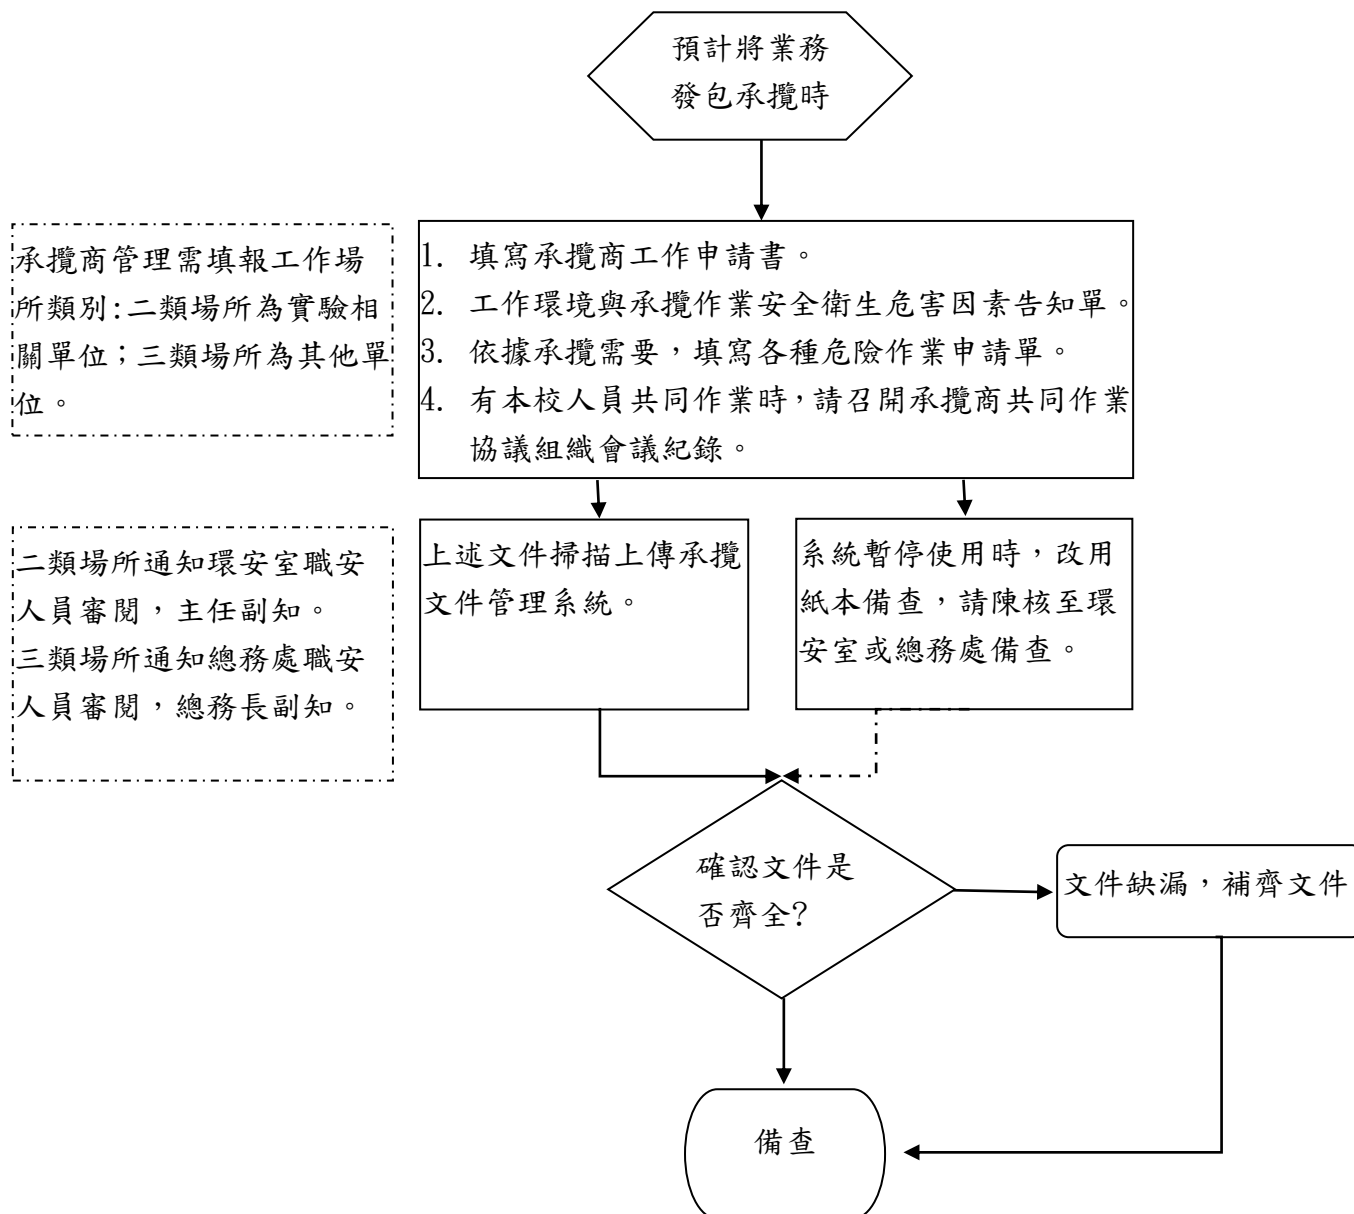 預計將業務
發包承攬時
承攬商管理需填報工作場
所類別:二類場所為實驗相
關單位；三類場所為其他單
位。
1. 填寫承攬商工作申請書。
2. 工作環境與承攬作業安全衛生危害因素告知單。
3. 依據承攬需要，填寫各種危險作業申請單。
4. 有本校人員共同作業時，請召開承攬商共同作業
協議組織會議紀錄。
二類場所通知環安室職安
人員審閱，主任副知。
三類場所通知總務處職安
人員審閱，總務長副知。
上述文件掃描上傳承攬
文件管理系統。
系統暫停使用時，改用
紙本備查，請陳核至環
安室或總務處備查。
確認文件是
否齊全?
文件缺漏，補齊文件
備查